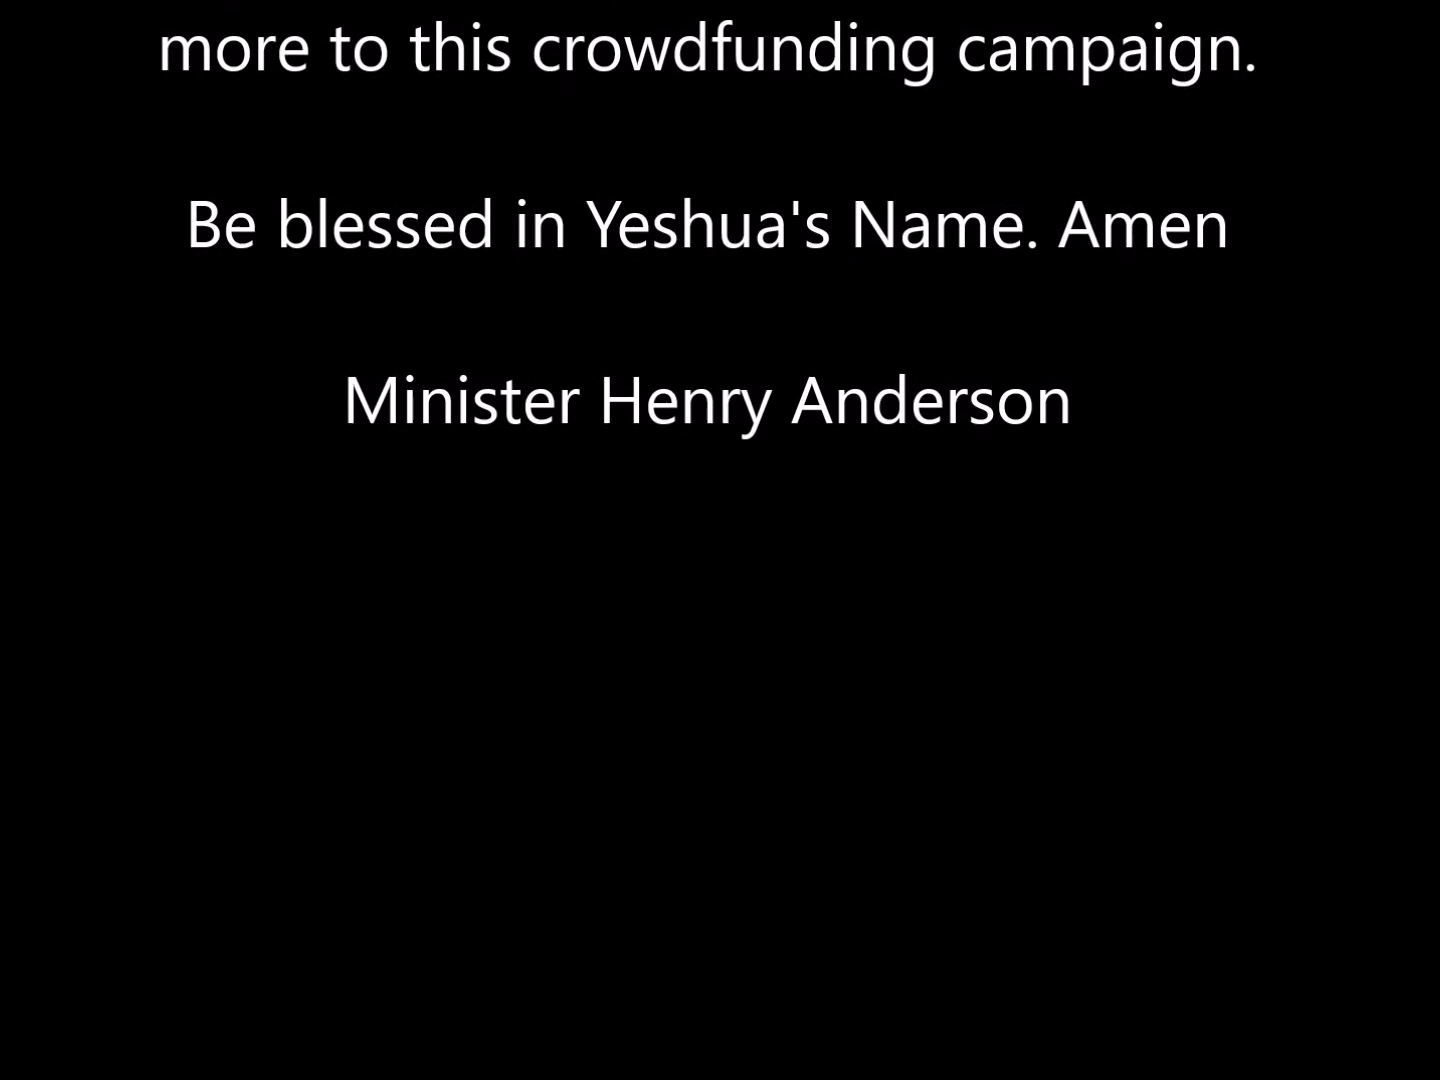 more to this crowdfunding campaign.
Be blessed in Yeshua's Name. Amen
Minister Henry Anderson